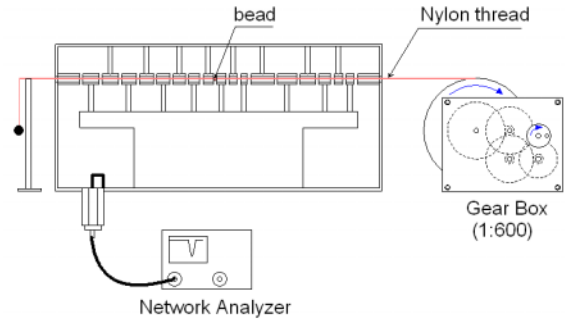 bead
Nylon thread
Gear Box
(1:600)
Network Analyzer